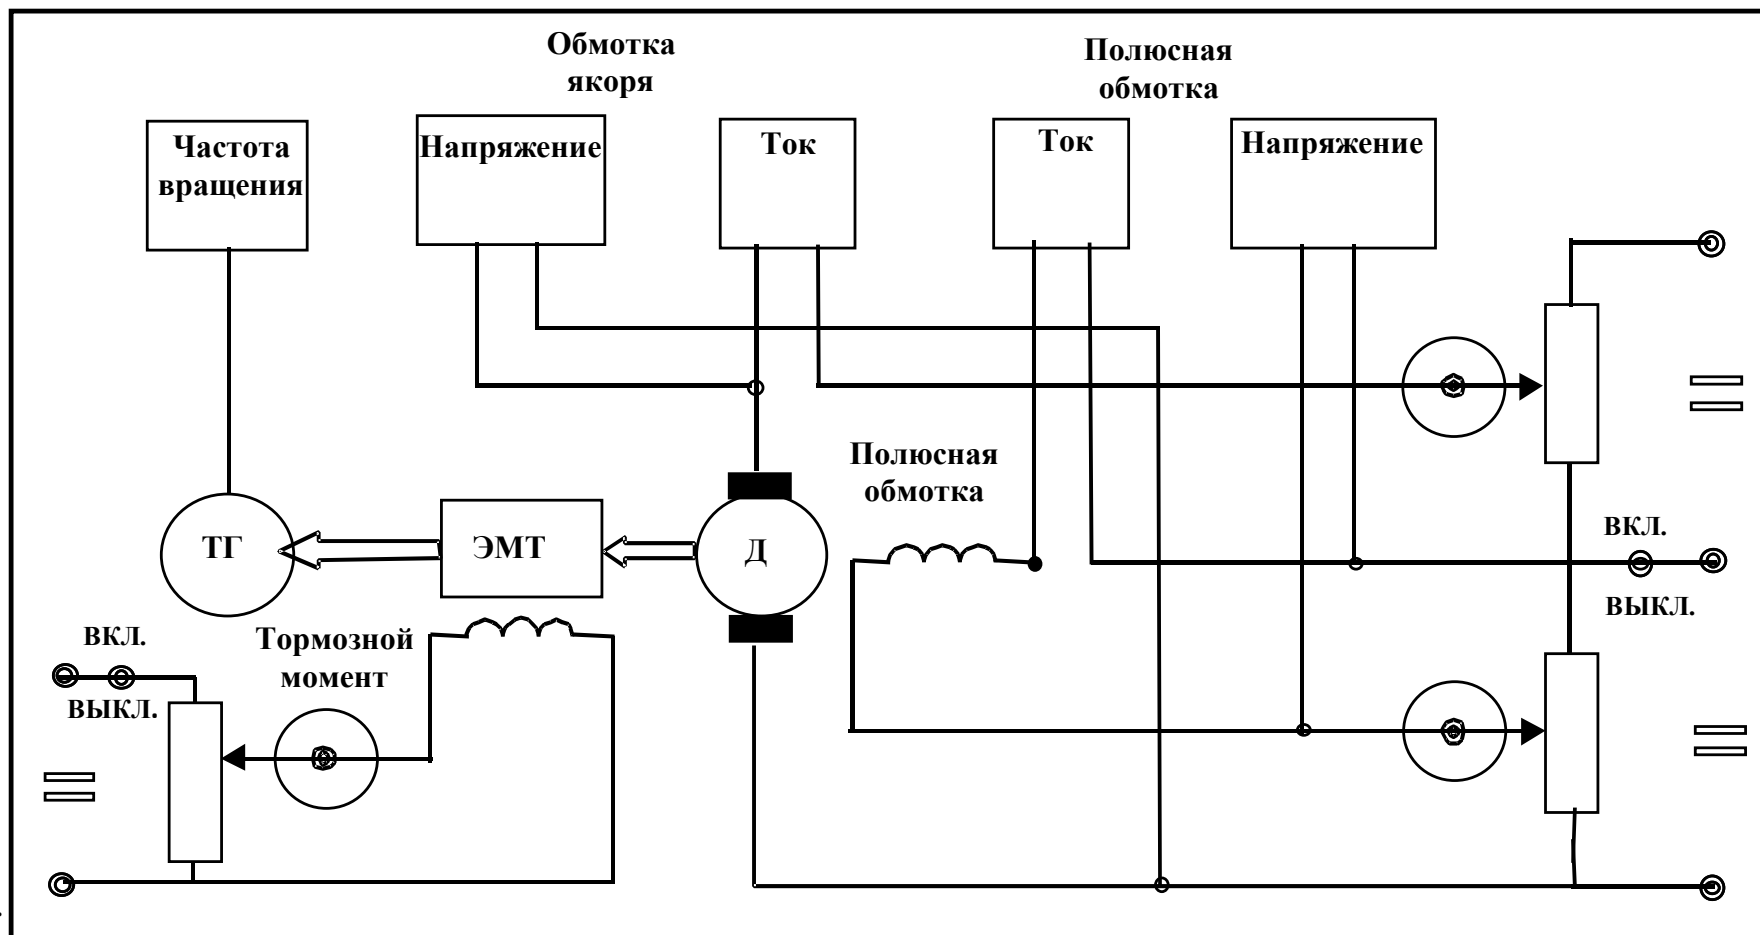 Обмотка
якоря
Полюсная
обмотка
Частота
вращения
Напряжение
Ток
Ток
Напряжение
Полюсная
обмотка
ТГ
ЭМТ
Д
ВКЛ.
ВЫКЛ.
ВКЛ.
ВЫКЛ.
Тормозной
момент